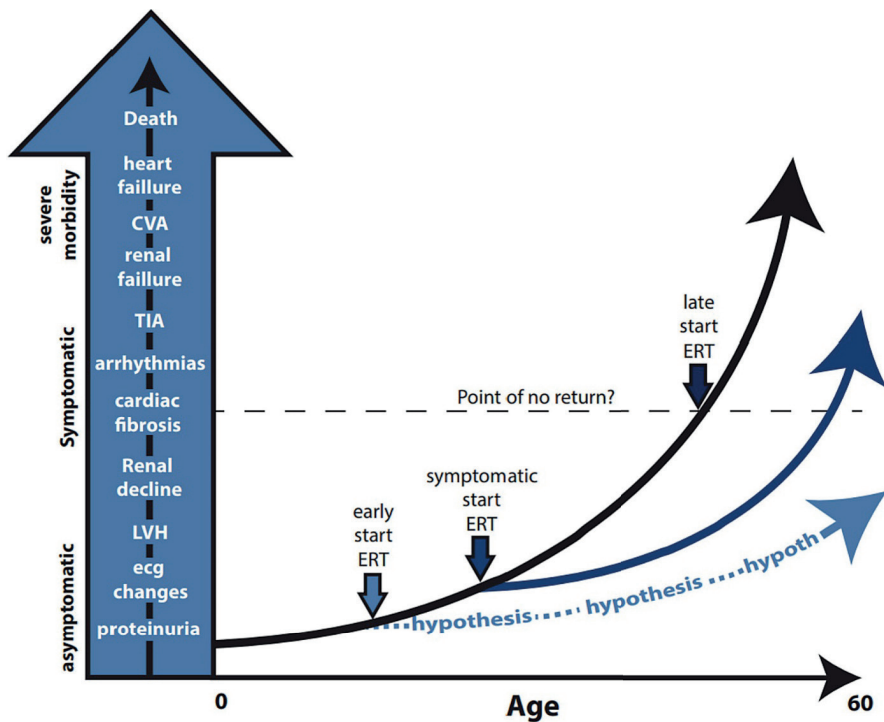 Death
heart
faillure
CVA
renal
faillure
TIA
arrhythmias
cardiac
fibrosis
Renal
decline
LVH
ecg
changes
proteinuria
severe
morbidity
Symptomatic
asymptomatic
late
start
ERT
Point of no return?
symptomatic
start
ERT
early
start
ERT
hypothesis
hypothesis
hypoth
0
Age
60